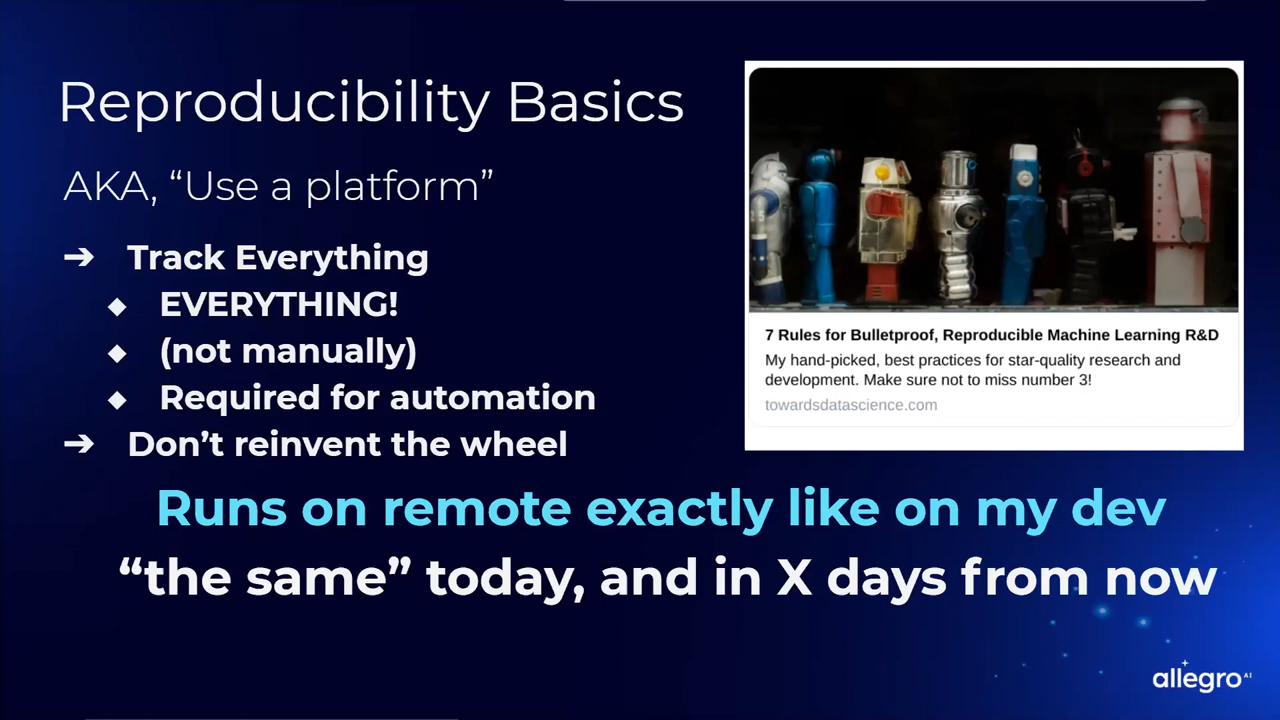 Reproducibility Basics
AKA, “Use a platform”
➔ Track Everything
◆ EVERYTHING!
◆ (not manually)
◆ Required for automation
➔ Don’t reinvent the wheel
7 Rules for Bulletproof, Reproducible Machine Learning R&D
My hand-picked, best practices for star-quality research and
development. Make sure not to miss number 3!
towardsdatascience.com
Runs on remote exactly like on my dev
“the same” today, and in X days from now
allegro AI